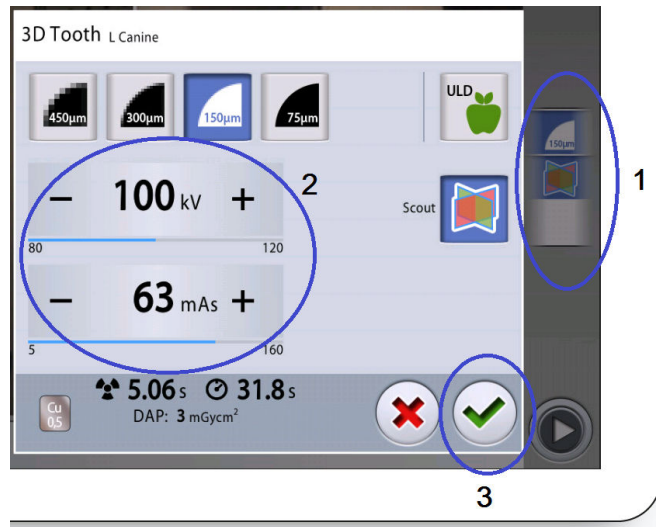 3D Tooth L Canine
450µm 300µm 150µm 75µm ULD
150µm
1
− 100 kV + 2
Scout
80 120
− 63 mAs +
5 160
5.06 s 31.8 s
Cu
0,5
DAP: 3 mGycm²
3